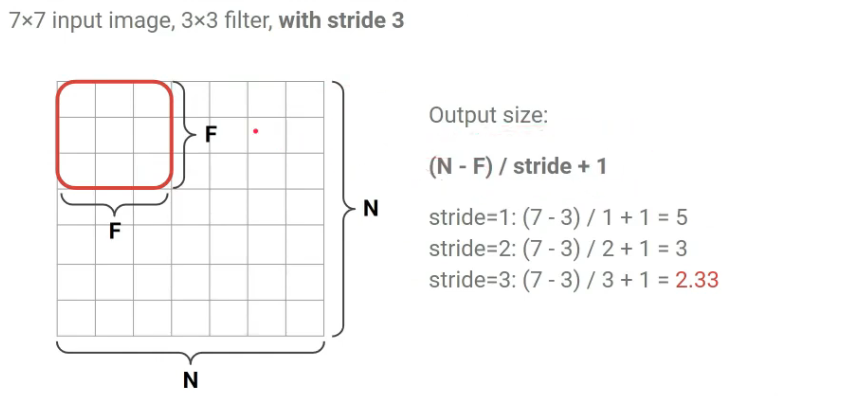 7×7 input image, 3×3 filter, with stride 3
F
F
N
N
Output size:
(N - F) / stride + 1
stride=1: (7 - 3) / 1 + 1 = 5
stride=2: (7 - 3) / 2 + 1 = 3
stride=3: (7 - 3) / 3 + 1 = 2.33